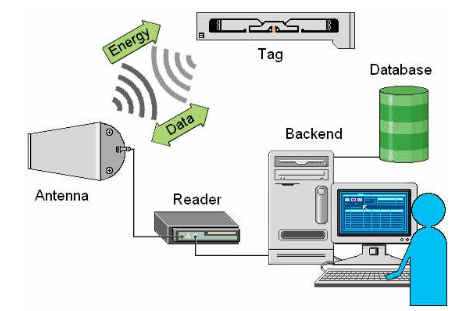 Energy
Tag
Database
Data
Backend
Antenna
Reader